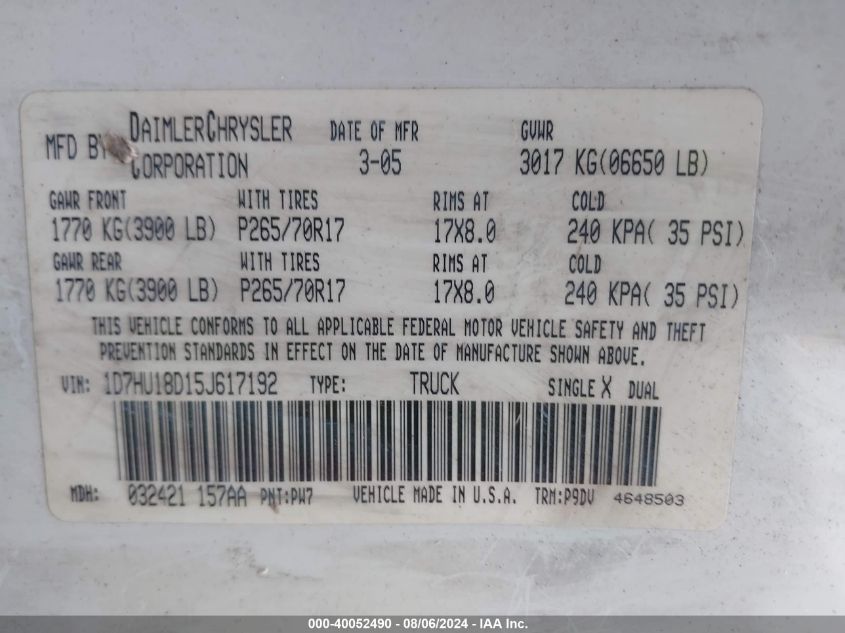 MFD BY DAIMLERCHRYSLER CORPORATION DATE OF MFR 3-05 GVWR 3017 KG(06650 LB)
GAWR FRONT WITH TIRES RIMS AT COLD
1770 KG(3900 LB) P265/70R17 17X8.0 240 KPA( 35 PSI)
GAWR REAR WITH TIRES RIMS AT COLD
1770 KG(3900 LB) P265/70R17 17X8.0 240 KPA( 35 PSI)
THIS VEHICLE CONFORMS TO ALL APPLICABLE FEDERAL MOTOR VEHICLE SAFETY AND THEFT
PREVENTION STANDARDS IN EFFECT ON THE DATE OF MANUFACTURE SHOWN ABOVE.
VIN: 1D7HU18D15J617192 TYPE: TRUCK SINGLE X DUAL
MDH: 032421 157AA PNT:PW7 VEHICLE MADE IN U.S.A. TRM:P9DV 4648503
000-40052490 - 08/06/2024 - IAA Inc.